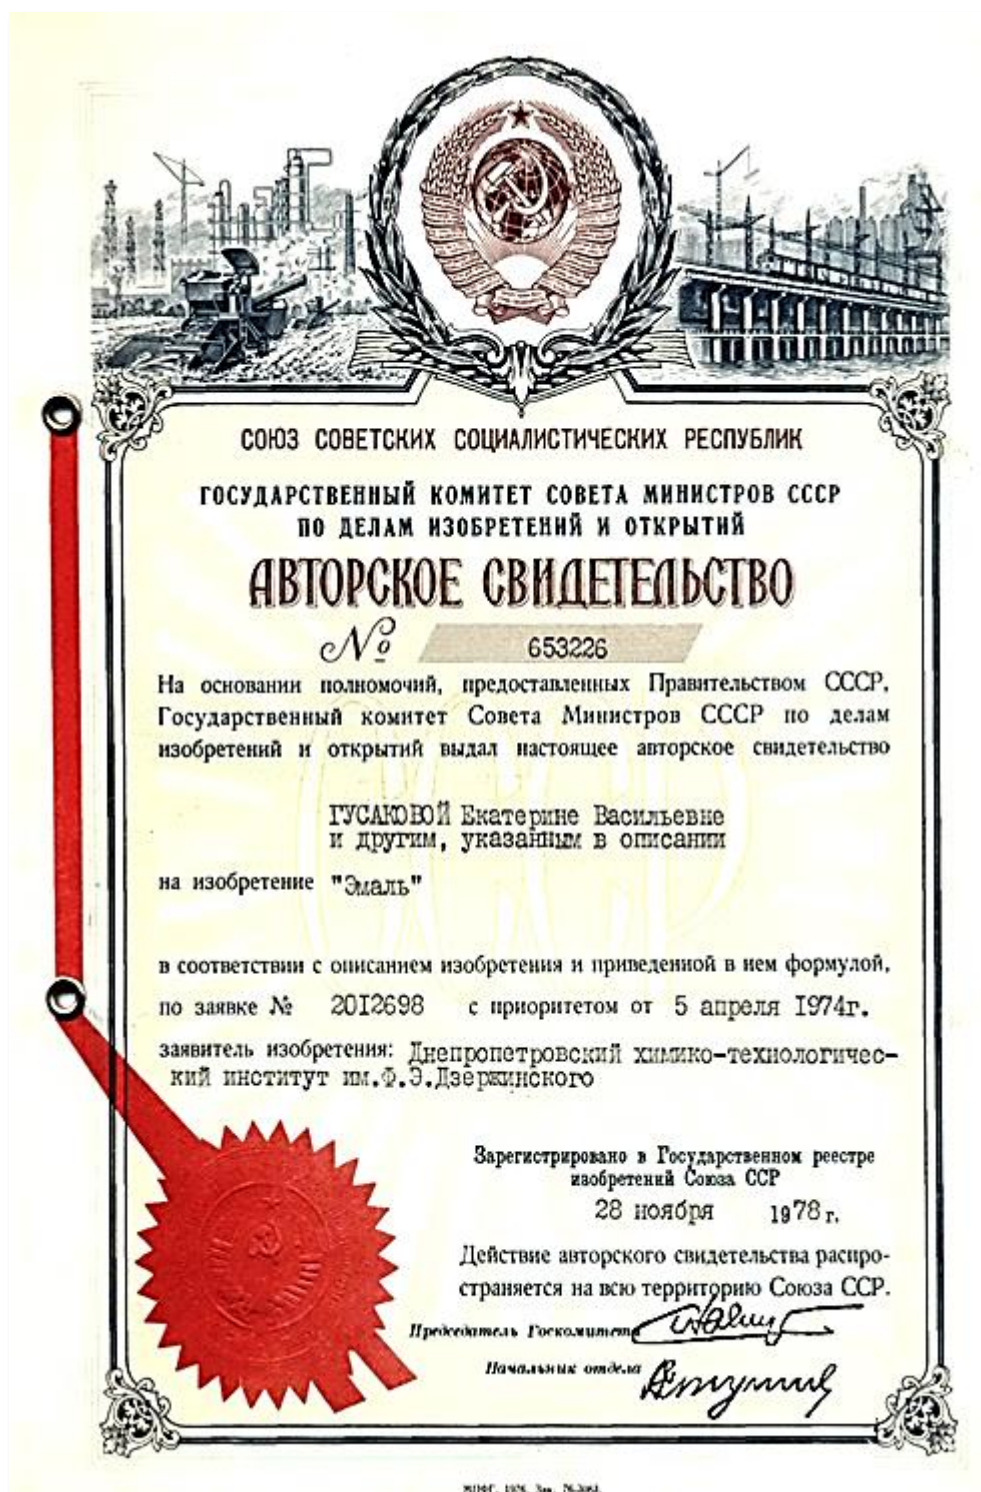 СОЮЗ СОВЕТСКИХ СОЦИАЛИСТИЧЕСКИХ РЕСПУБЛИК
ГОСУДАРСТВЕННЫЙ КОМИТЕТ СОВЕТА МИНИСТРОВ СССР
ПО ДЕЛАМ ИЗОБРЕТЕНИЙ И ОТКРЫТИЙ
АВТОРСКОЕ СВИДЕТЕЛЬСТВО
№ 653226
На основании полномочий, предоставленных Правительством СССР,
Государственный комитет Совета Министров СССР по делам
изобретений и открытий выдал настоящее авторское свидетельство
ГУСАКОВОЙ Екатерине Васильевне
и другим, указанным в описании
на изобретение "Эмаль"
в соответствии с описанием изобретения и приведенной в нем формулой,
по заявке № 2012698 с приоритетом от 5 апреля 1974г.
заявитель изобретения: Днепропетровский химико-технологичес-
кий институт им.Ф.Э.Дзержинского
Зарегистрировано в Государственном реестре
изобретений Союза ССР
28 ноября 1978 г.
Действие авторского свидетельства распро-
страняется на всю территорию Союза ССР.
Председатель Госкомитета
Начальник отдела